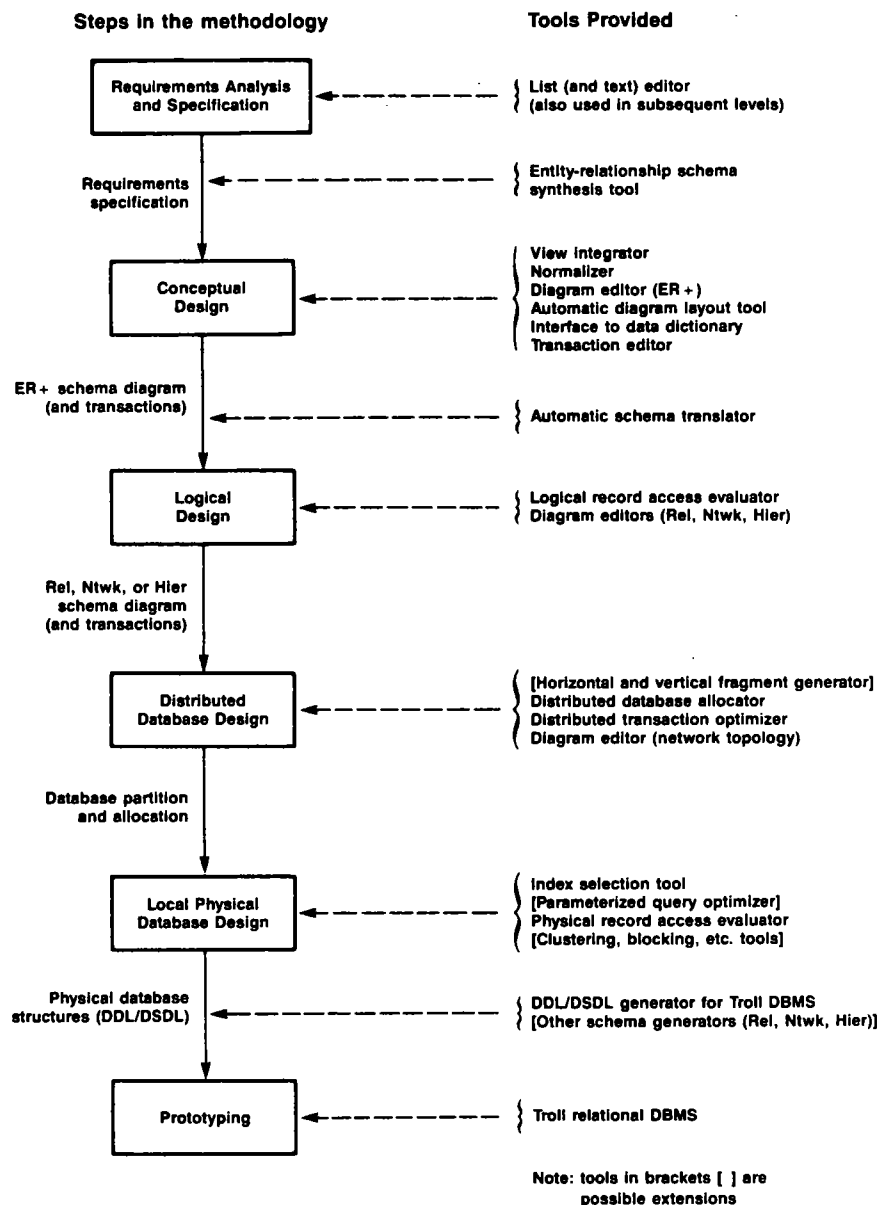 Steps in the methodology
Tools Provided
Requirements Analysis
and Specification
List (and text) editor
(also used in subsequent levels)
Requirements
specification
Entity-relationship schema
synthesis tool
Conceptual
Design
View integrator
Normalizer
Diagram editor (ER+)
Automatic diagram layout tool
Interface to data dictionary
Transaction editor
ER+ schema diagram
(and transactions)
Automatic schema translator
Logical
Design
Logical record access evaluator
Diagram editors (Rel, Ntwk, Hier)
Rel, Ntwk, or Hier
schema diagram
(and transactions)
Distributed
Database Design
[Horizontal and vertical fragment generator]
Distributed database allocator
Distributed transaction optimizer
Diagram editor (network topology)
Database partition
and allocation
Local Physical
Database Design
Index selection tool
[Parameterized query optimizer]
Physical record access evaluator
[Clustering, blocking, etc. tools]
Physical database
structures (DDL/DSDL)
DDL/DSDL generator for Troll DBMS
[Other schema generators (Rel, Ntwk, Hier)]
Prototyping
Troll relational DBMS
Note: tools in brackets [ ] are
possible extensions